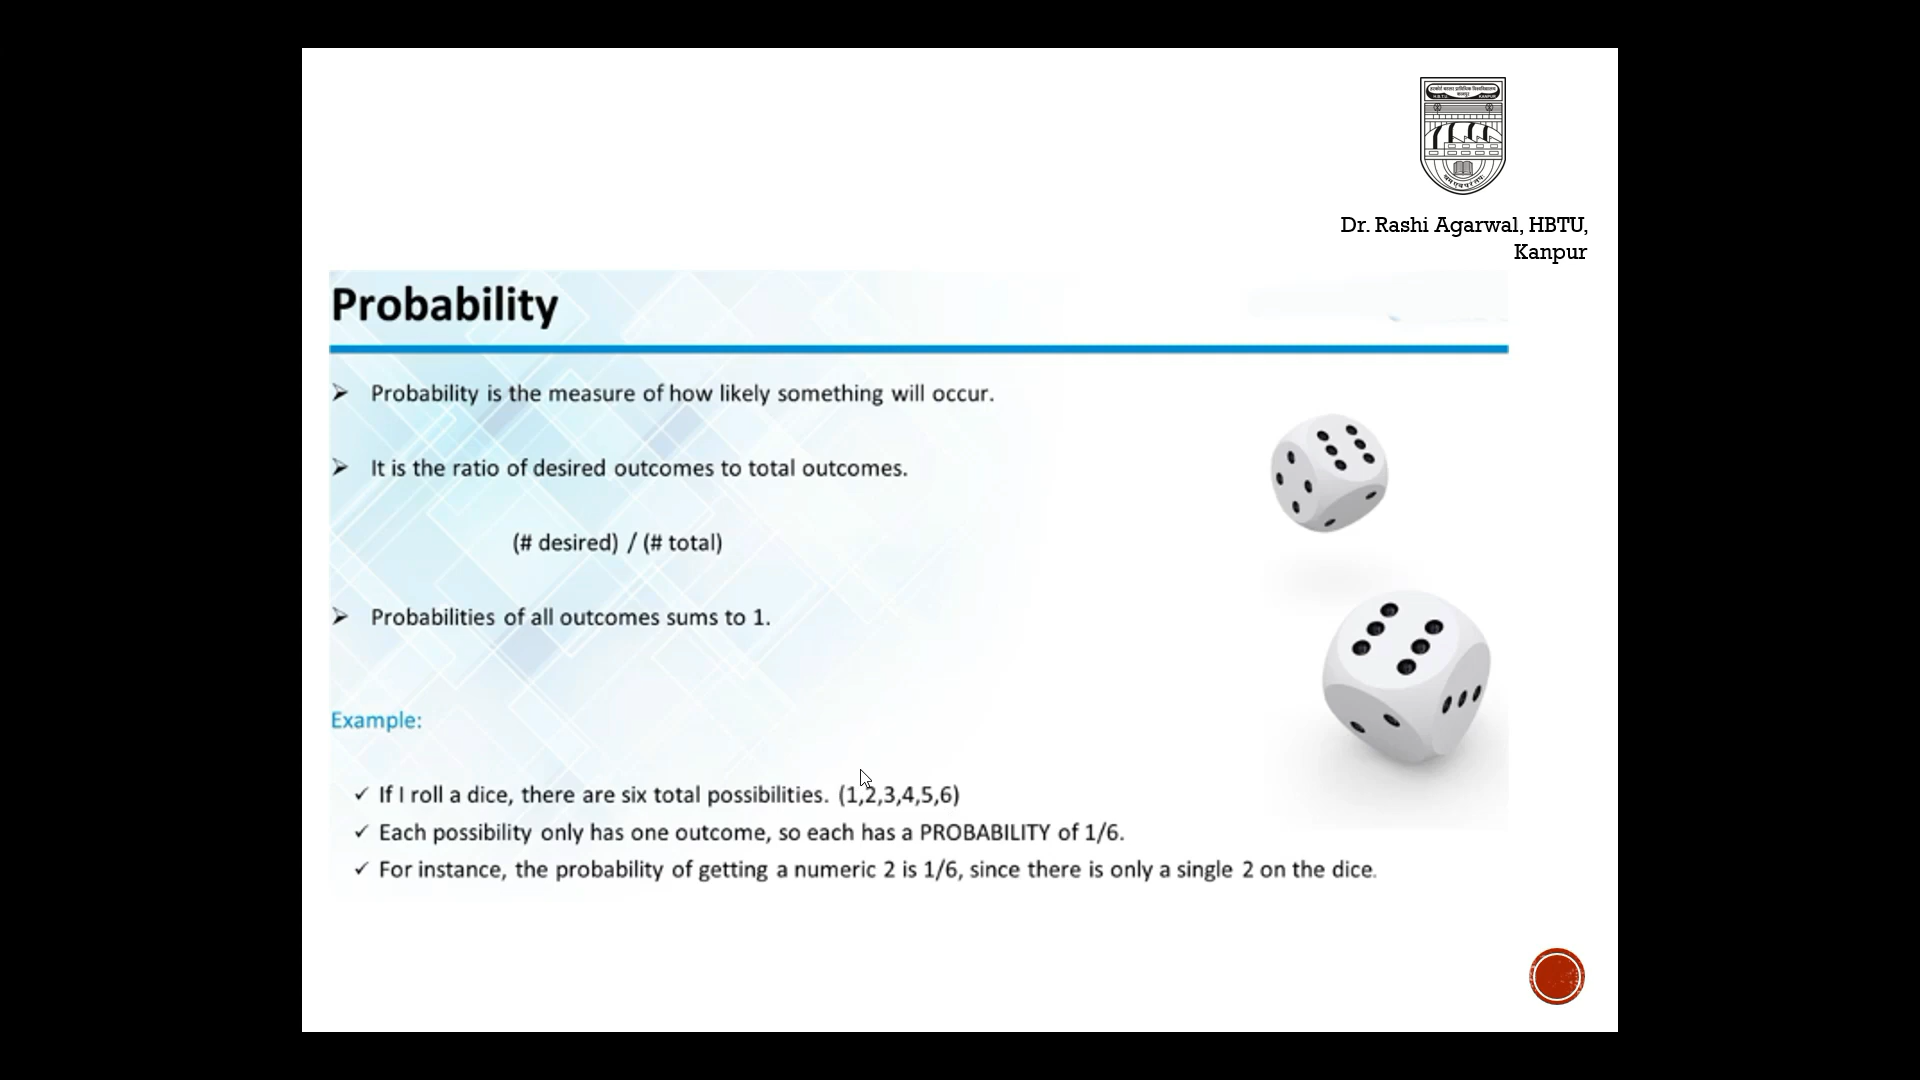 Dr. Rashi Agarwal, HBTU,
Kanpur
Probability
➢ Probability is the measure of how likely something will occur.
➢ It is the ratio of desired outcomes to total outcomes.
(# desired) / (# total)
➢ Probabilities of all outcomes sums to 1.
Example:
✓ If I roll a dice, there are six total possibilities. (1,2,3,4,5,6)
✓ Each possibility only has one outcome, so each has a PROBABILITY of 1/6.
✓ For instance, the probability of getting a numeric 2 is 1/6, since there is only a single 2 on the dice.